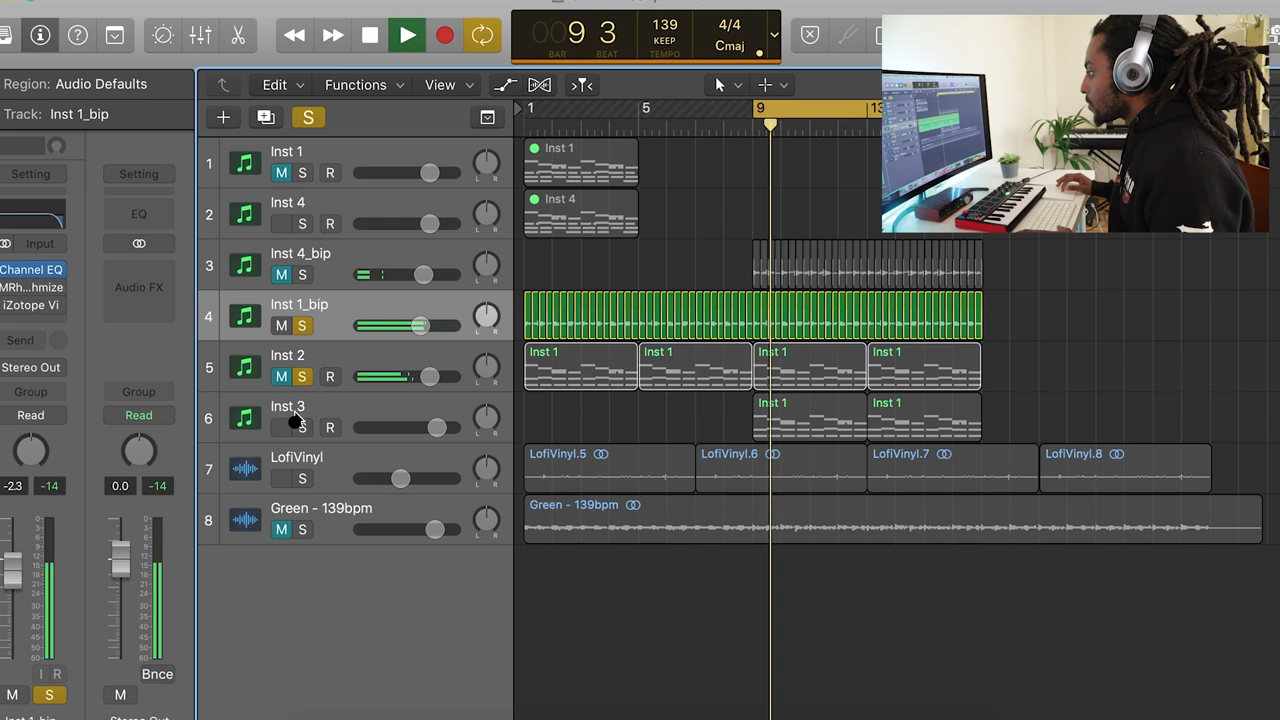 9 3
BAR BEAT
139
KEEP
TEMPO
4/4
Cmaj
Region: Audio Defaults
Edit Functions View
Track: Inst 1_bip
S
1 5 9 13
Setting Setting
EQ
Input
Channel EQ
MRh...hmize
iZotope Vi
Audio FX
Send
Stereo Out
Group Group
Read Read
-2.3 -14 0.0 -14
I R
Bnce
M S M
1 Inst 1 M S R L R Inst 1
2 Inst 4 S R L R Inst 4
3 Inst 4_bip M S L R
4 Inst 1_bip M S L R
5 Inst 2 M S R L R Inst 1 Inst 1 Inst 1 Inst 1
6 Inst 3 S R L R Inst 1 Inst 1
7 LofiVinyl S L R LofiVinyl.5 LofiVinyl.6 LofiVinyl.7 LofiVinyl.8
8 Green - 139bpm M S L R Green - 139bpm